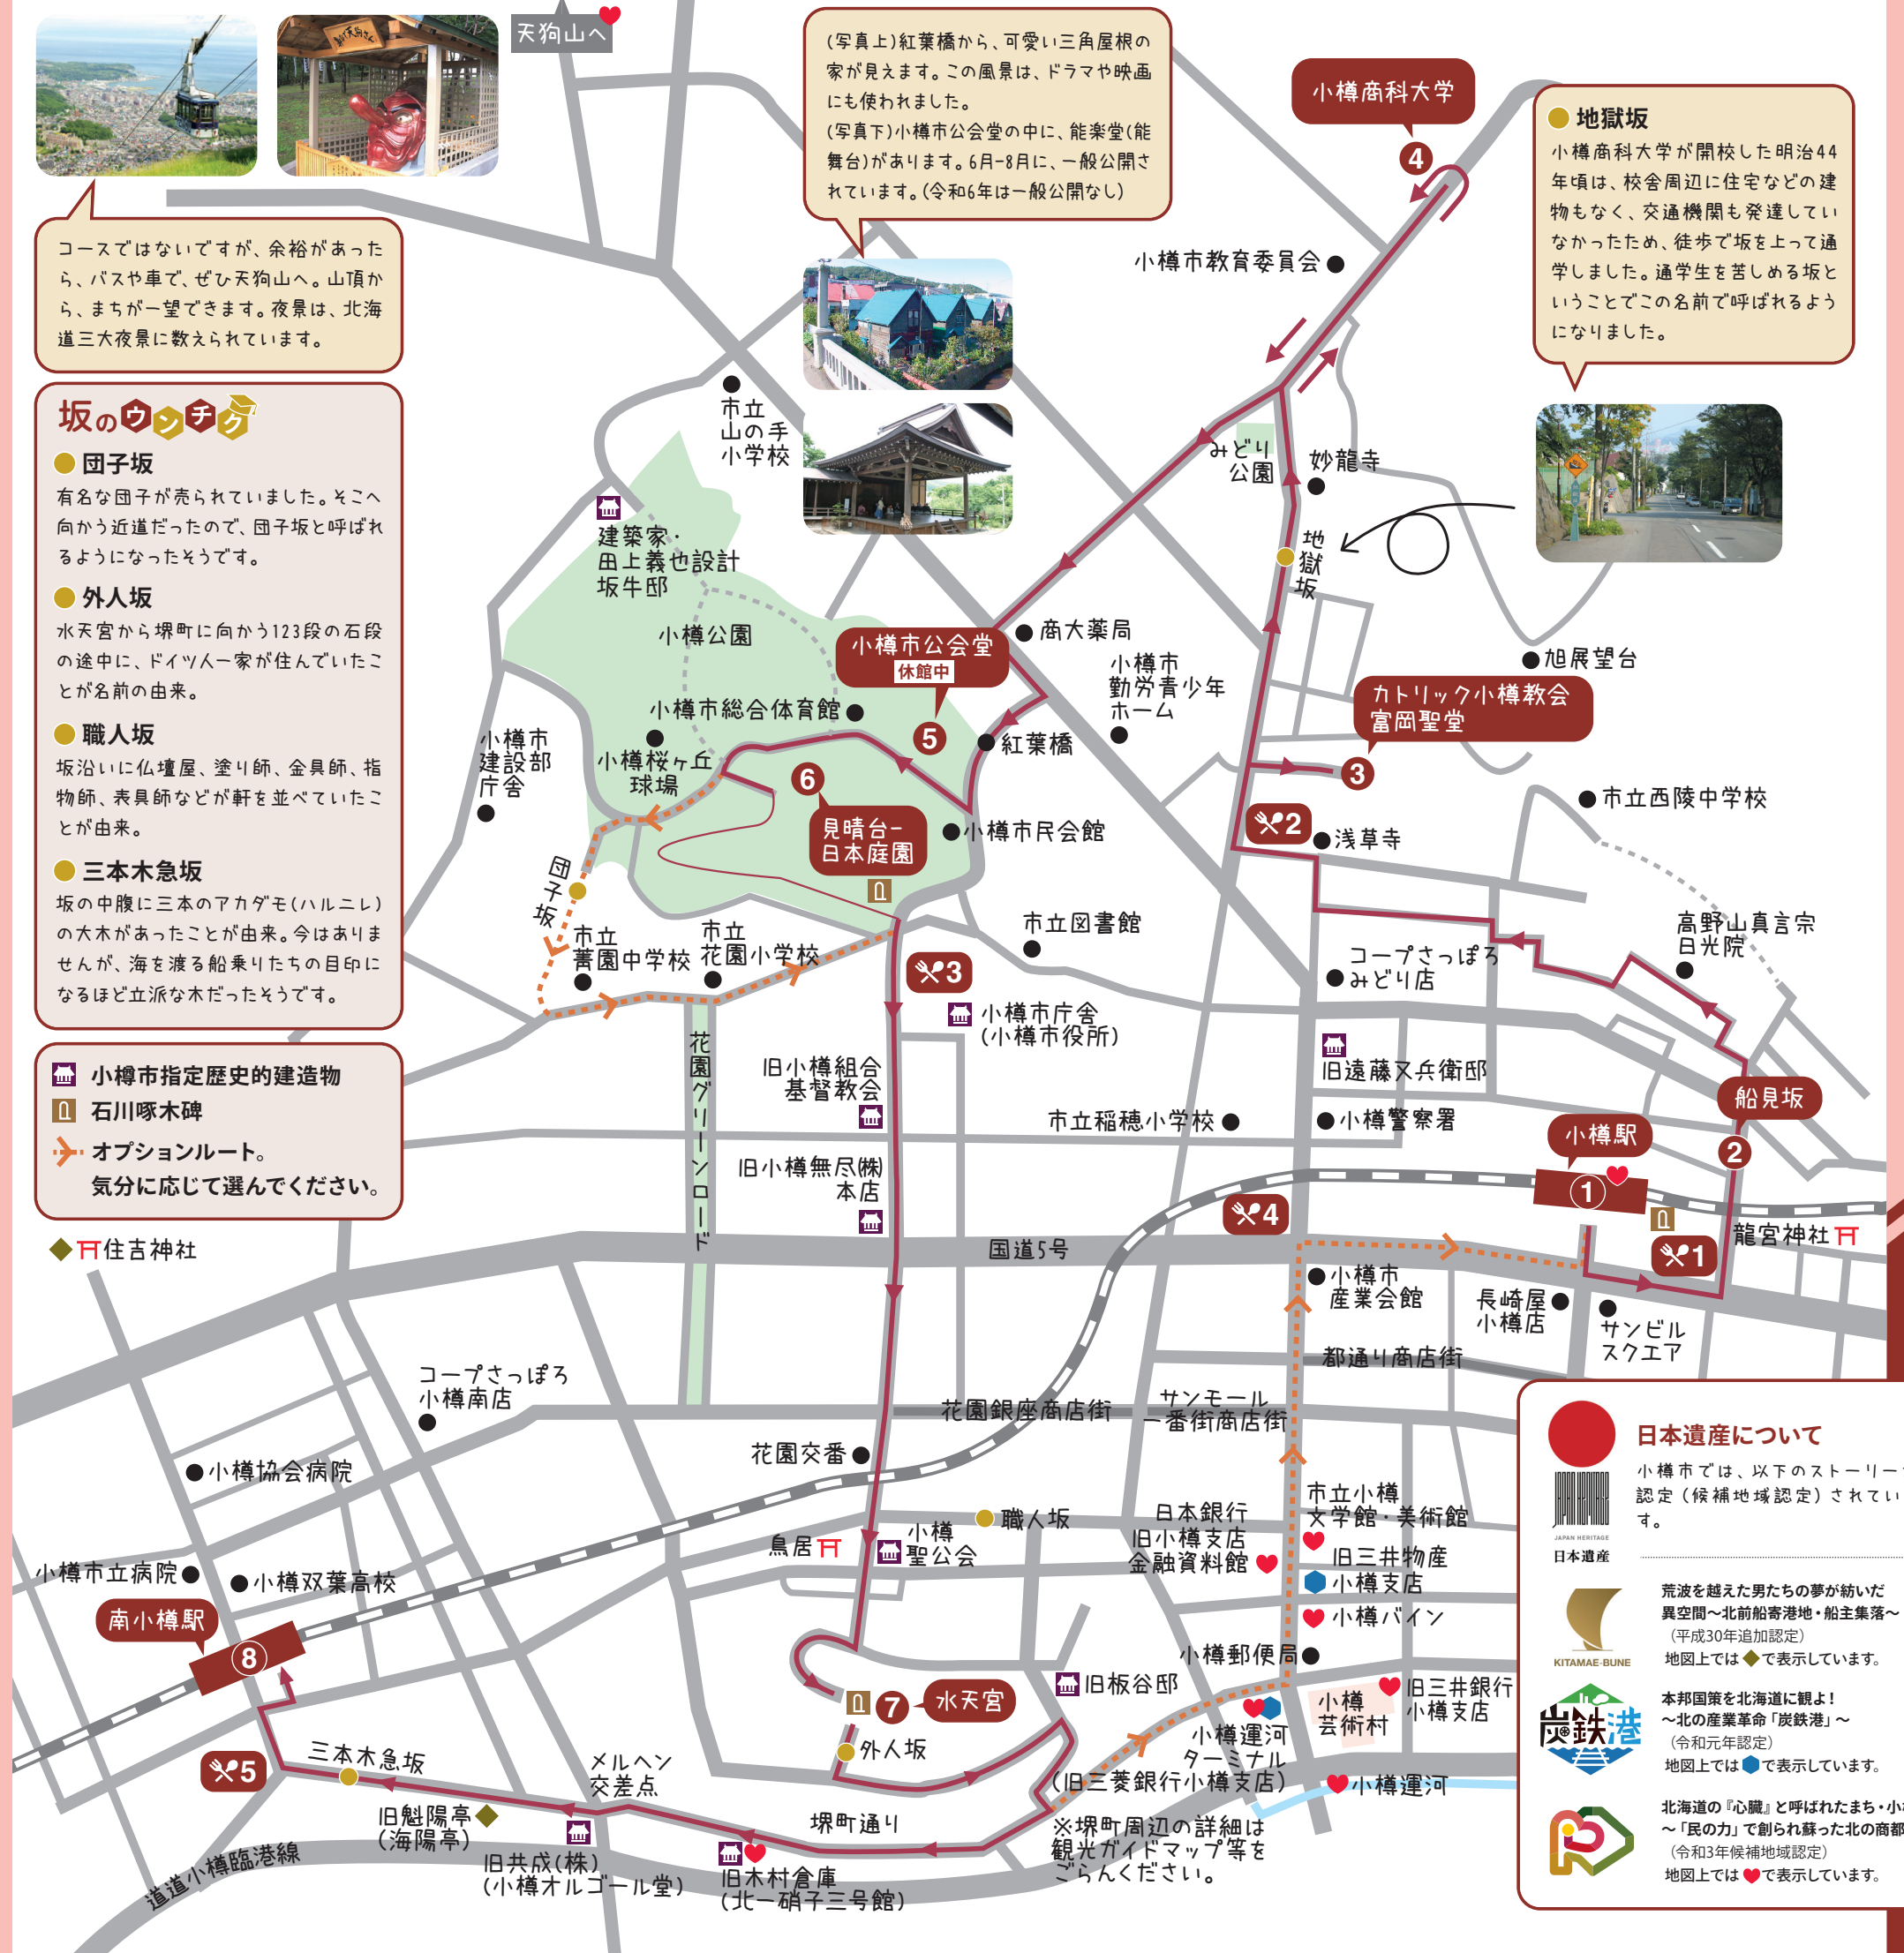 天狗山へ
(写真上)紅葉橋から、可愛い三角屋根の
家が見えます。この風景は、ドラマや映画
にも使われました。
(写真下)小樽市公会堂の中に、能楽堂(能
舞台)があります。6月-8月に、一般公開さ
れています。(令和6年は一般公開なし)
小樽商科大学
4
地獄坂
小樽商科大学が開校した明治44
年頃は、校舎周辺に住宅などの建
物もなく、交通機関も発達してい
なかったため、徒歩で坂を上って通
学しました。通学生を苦しめる坂と
いうことでこの名前で呼ばれるよう
になりました。
コースではないですが、余裕があった
ら、バスや車で、ぜひ天狗山へ。山頂か
ら、まちが一望できます。夜景は、北海
道三大夜景に数えられています。
坂のウンチク
団子坂
有名な団子が売られていました。そこへ
向かう近道だったので、団子坂と呼ばれ
るようになったそうです。
外人坂
水天宮から堺町に向かう123段の石段
の途中に、ドイツ人一家が住んでいたこ
とが名前の由来。
職人坂
坂沿いに仏壇屋、塗り師、金具師、指
物師、表具師などが軒を並べていたこ
とが由来。
三本木急坂
坂の中腹に三本のアカダモ(ハルニレ)
の大木があったことが由来。今はありま
せんが、海を渡る船乗りたちの目印に
なるほど立派な木だったそうです。
小樽市指定歴史的建造物
石川啄木碑
オプションルート。
気分に応じて選んでください。
小樽市教育委員会
市立
山の手
小学校
みどり
公園
妙龍寺
地獄坂
建築家・
田上義也設計
坂牛邸
小樽公園
小樽市公会堂
休館中
5
商大薬局
小樽市
勤労青少年
ホーム
旭展望台
カトリック小樽教会
富岡聖堂
3
小樽市総合体育館
小樽桜ヶ丘
球場
小樽市
建設部
庁舎
紅葉橋
6
見晴台-
日本庭園
小樽市民会館
2
浅草寺
市立西陵中学校
団子坂
市立
菁園中学校
市立
花園小学校
3
市立図書館
コープさっぽろ
みどり店
高野山真言宗
日光院
小樽市庁舎
(小樽市役所)
花園グリーンロード
旧小樽組合
基督教会
旧遠藤又兵衛邸
市立稲穂小学校
小樽警察署
船見坂
2
小樽駅
1
旧小樽無尽(株)
本店
4
1
龍宮神社
住吉神社
国道5号
小樽市
産業会館
長崎屋
小樽店
サンビル
スクエア
都通り商店街
コープさっぽろ
小樽南店
花園銀座商店街
サンモール
一番街商店街
花園交番
小樽協会病院
職人坂
日本銀行
旧小樽支店
金融資料館
市立小樽
文学館・美術館
鳥居
小樽
聖公会
旧三井物産
小樽支店
小樽バイン
小樽市立病院
小樽双葉高校
南小樽駅
8
小樽郵便局
旧板谷邸
7
水天宮
小樽
芸術村
旧三井銀行
小樽支店
外人坂
小樽運河
ターミナル
(旧三菱銀行小樽支店)
小樽運河
5
三本木急坂
メルヘン
交差点
旧魁陽亭
(海陽亭)
堺町通り
※堺町周辺の詳細は
観光ガイドマップ等を
ごらんください。
旧共成(株)
(小樽オルゴール堂)
旧木村倉庫
(北一硝子三号館)
道道小樽臨港線
日本遺産について
小樽市では、以下のストーリー
認定(候補地域認定)されてい
す。
JAPAN HERITAGE
日本遺産
KITAMAE-BUNE
荒波を越えた男たちの夢が紡いだ
異空間〜北前船寄港地・船主集落〜
(平成30年追加認定)
地図上では◆で表示しています。
炭鉄港
本邦国策を北海道に観よ!
〜北の産業革命「炭鉄港」〜
(令和元年認定)
地図上では⬢で表示しています。
北海道の『心臓』と呼ばれたまち・小
〜「民の力」で創られ蘇った北の商都
(令和3年候補地域認定)
地図上では♥で表示しています。